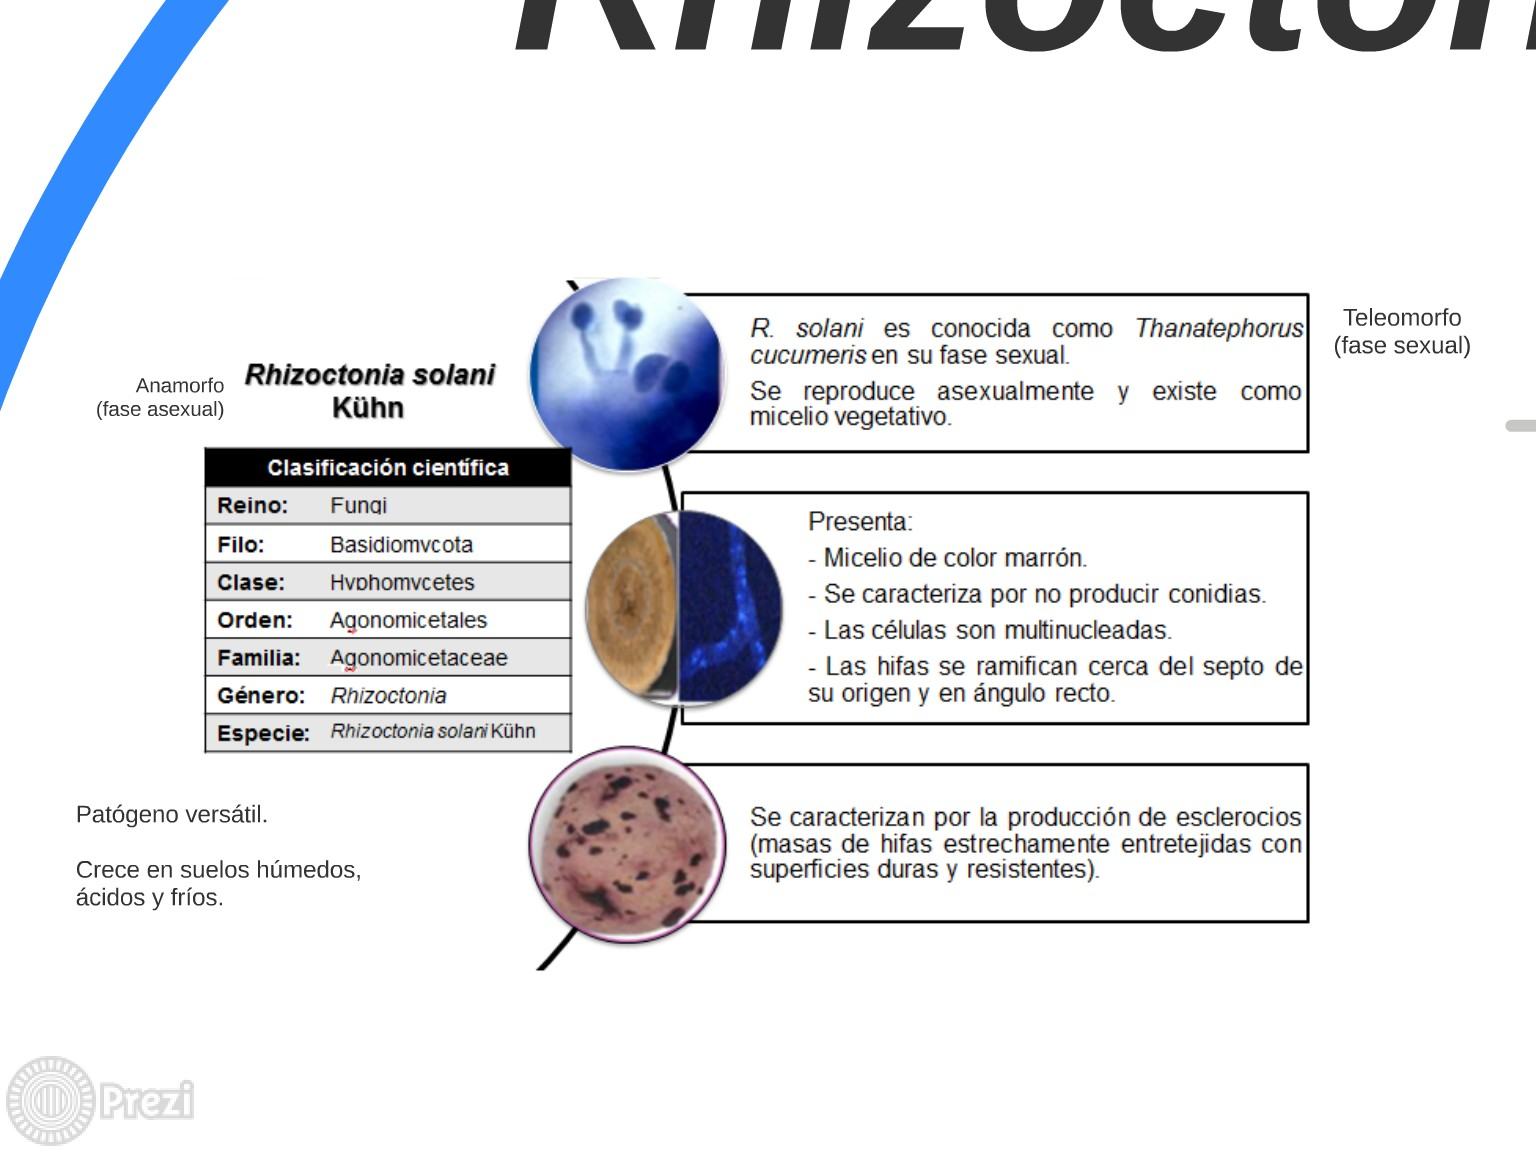 Rhizocton
Anamorfo
(fase asexual)
Rhizoctonia solani
Kühn
Clasificación científica
Reino: Fungi
Filo: Basidiomycota
Clase: Hyphomycetes
Orden: Agonomicetales
Familia: Agonomicetaceae
Género: Rhizoctonia
Especie: Rhizoctonia solani Kühn
Patógeno versátil.
Crece en suelos húmedos,
ácidos y fríos.
R. solani es conocida como Thanatephorus
cucumeris en su fase sexual.
Se reproduce asexualmente y existe como
micelio vegetativo.
Teleomorfo
(fase sexual)
Presenta:
- Micelio de color marrón.
- Se caracteriza por no producir conidias.
- Las células son multinucleadas.
- Las hifas se ramifican cerca del septo de
su origen y en ángulo recto.
Se caracterizan por la producción de esclerocios
(masas de hifas estrechamente entretejidas con
superficies duras y resistentes).
Prezi